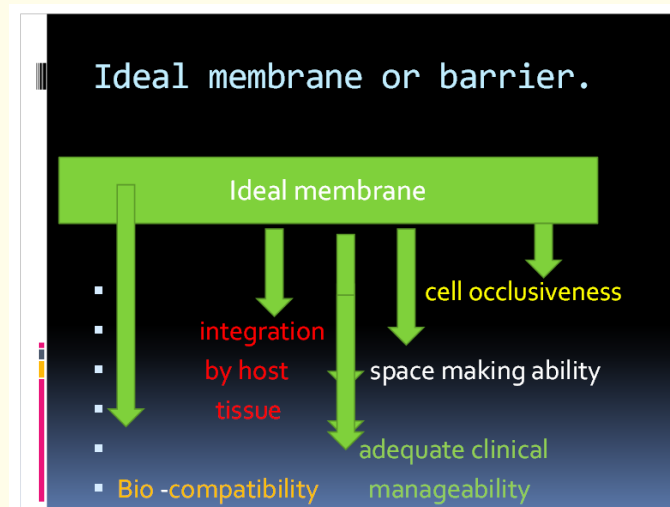 Ideal membrane or barrier.
Ideal membrane
cell occlusiveness
integration
by host
tissue
space making ability
adequate clinical
manageability
Bio -compatibility